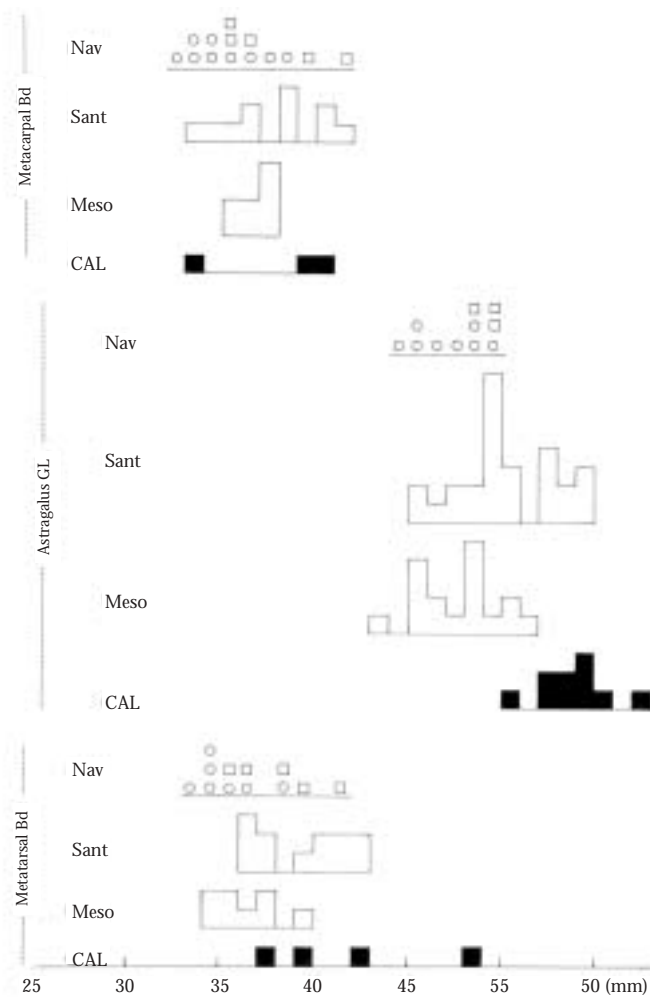 Metacarpal Bd
Nav
Sant
Meso
CAL
Astragalus GL
Nav
Sant
Meso
CAL
Metatarsal Bd
Nav
Sant
Meso
CAL
25 30 35 40 45 55 50 (mm)